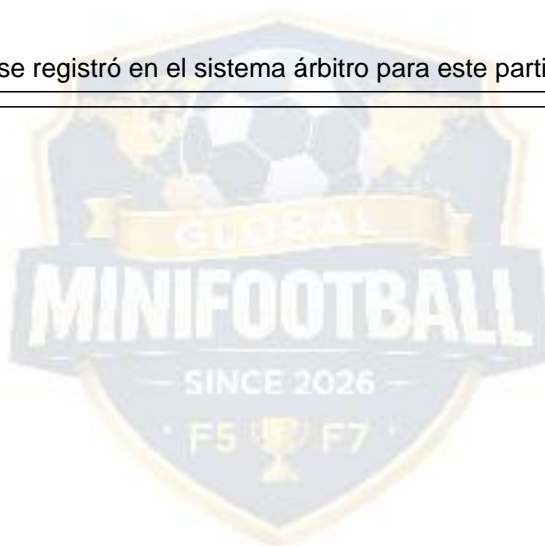 se registró en el sistema árbitro para este parti
GLOBAL
MINIFOOTBALL
SINCE 2026
F5 F7